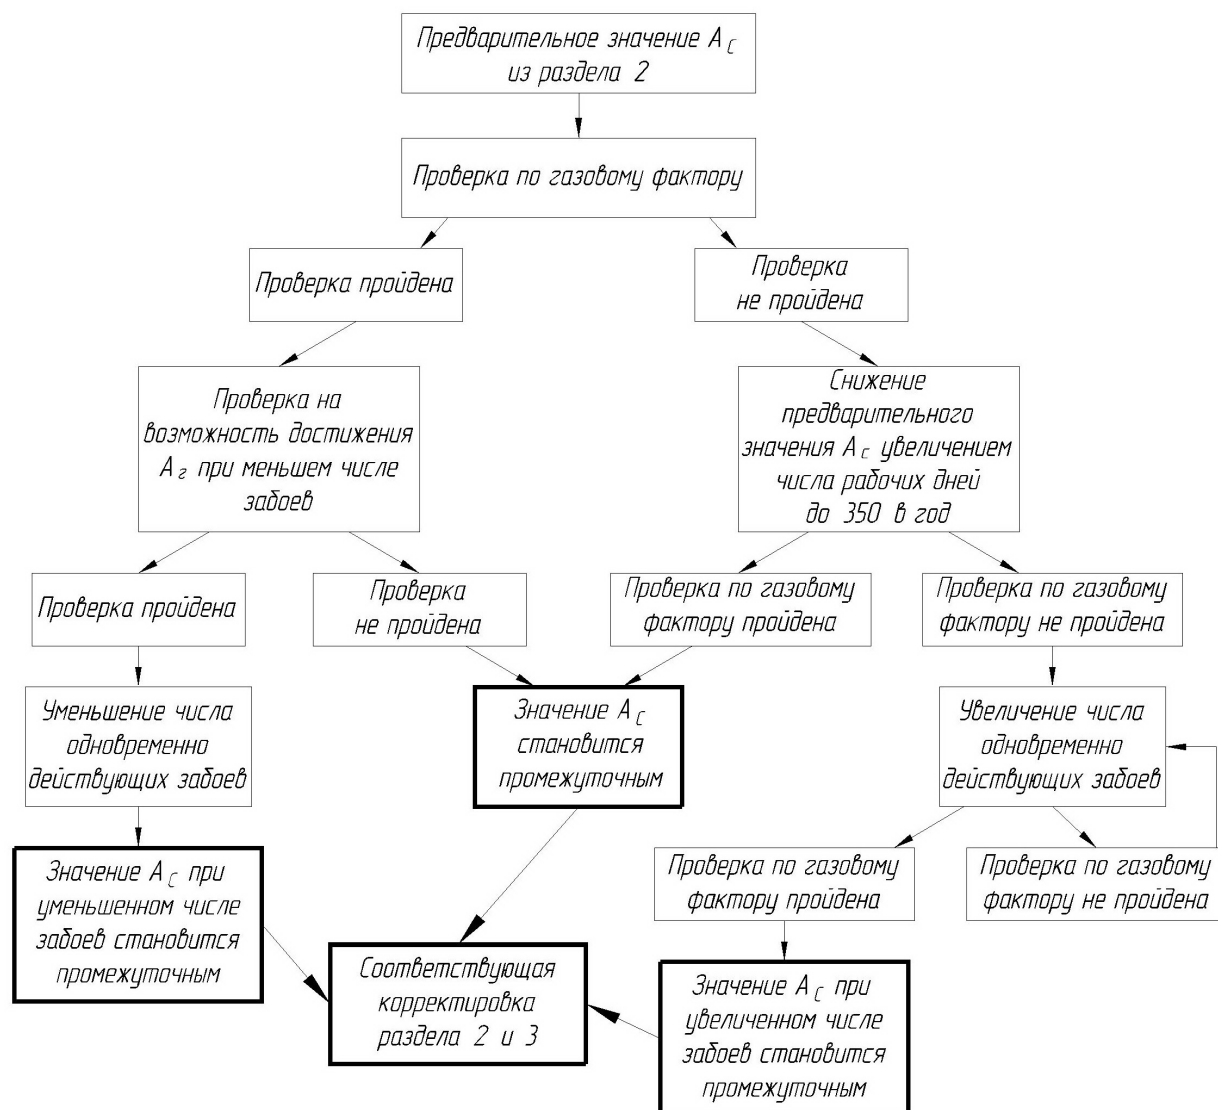 Предварительное значение А С
из раздела 2
Проверка по газовому фактору
Проверка пройдена
Проверка
не пройдена
Проверка на
возможность достижения
А г при меньшем числе
забоев
Снижение
предварительного
значения А С увеличением
числа рабочих дней
до 350 в год
Проверка пройдена
Проверка
не пройдена
Проверка по газовому
фактору пройдена
Проверка по газовому
фактору не пройдена
Уменьшение числа
одновременно
действующих забоев
Значение А С
становится
промежуточным
Увеличение числа
одновременно
действующих забоев
Значение А С при
уменьшенном числе
забоев становится
промежуточным
Проверка по газовому
фактору пройдена
Проверка по газовому
фактору не пройдена
Соответствующая
корректировка
раздела 2 и 3
Значение А С при
увеличенном числе
забоев становится
промежуточным